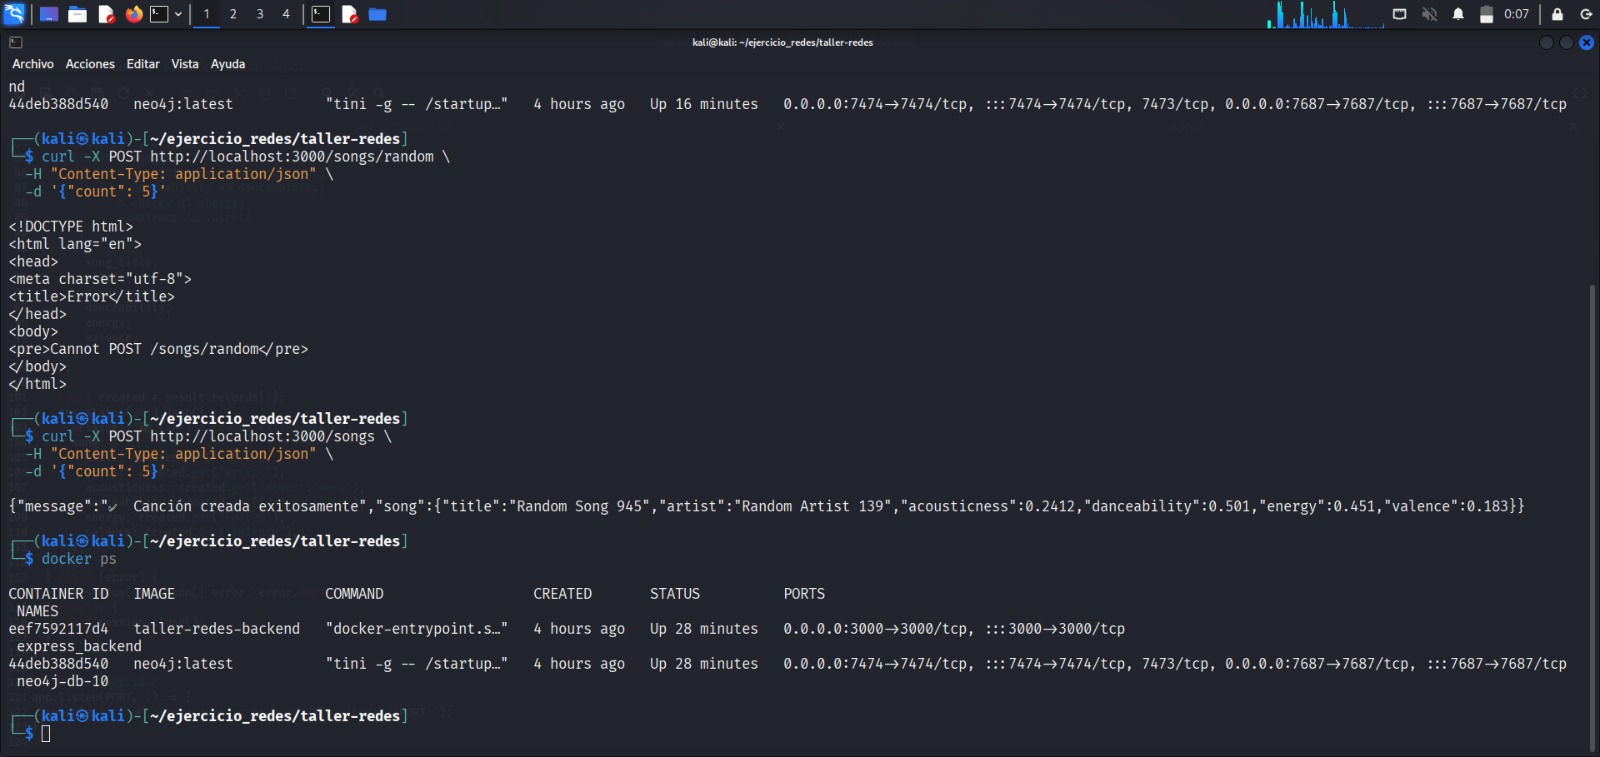 1 2 3 4 0:07
kali@kali: ~/ejercicio_redes/taller-redes
Archivo Acciones Editar Vista Ayuda
nd
44deb388d540 neo4j:latest "tini -g -- /startup…" 4 hours ago Up 16 minutes 0.0.0.0:7474→7474/tcp, :::7474→7474/tcp, 7473/tcp, 0.0.0.0:7687→7687/tcp, :::7687→7687/tcp
┌──(kali㉿kali)-[~/ejercicio_redes/taller-redes]
└─$ curl -X POST http://localhost:3000/songs/random \
-H "Content-Type: application/json" \
-d '{"count": 5}'
<!DOCTYPE html>
<html lang="en">
<head>
<meta charset="utf-8">
<title>Error</title>
</head>
<body>
<pre>Cannot POST /songs/random</pre>
</body>
</html>
┌──(kali㉿kali)-[~/ejercicio_redes/taller-redes]
└─$ curl -X POST http://localhost:3000/songs \
-H "Content-Type: application/json" \
-d '{"count": 5}'
{"message":"✔ Canción creada exitosamente","song":{"title":"Random Song 945","artist":"Random Artist 139","acousticness":0.2412,"danceability":0.501,"energy":0.451,"valence":0.183}}
┌──(kali㉿kali)-[~/ejercicio_redes/taller-redes]
└─$ docker ps
CONTAINER ID IMAGE COMMAND CREATED STATUS PORTS
NAMES
eef7592117d4 taller-redes-backend "docker-entrypoint.s…" 4 hours ago Up 28 minutes 0.0.0.0:3000→3000/tcp, :::3000→3000/tcp
express_backend
44deb388d540 neo4j:latest "tini -g -- /startup…" 4 hours ago Up 28 minutes 0.0.0.0:7474→7474/tcp, :::7474→7474/tcp, 7473/tcp, 0.0.0.0:7687→7687/tcp, :::7687→7687/tcp
neo4j-db-10
┌──(kali㉿kali)-[~/ejercicio_redes/taller-redes]
└─$